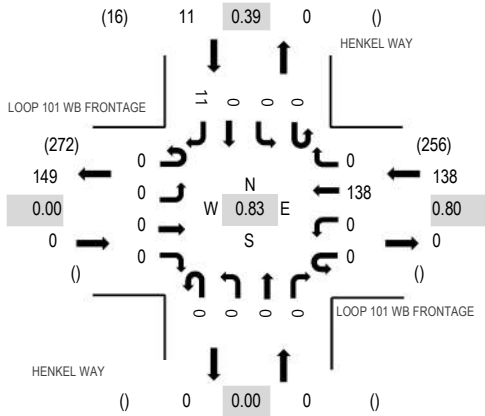 (16) 11 0.39 0 ()
HENKEL WAY
11 0 0 0
LOOP 101 WB FRONTAGE
(272) 0 0 (256)
149 0 138 138
0.00 N 0.80
W 0.83 E
0 0 S 0 0
() 0 0 ()
0 0 0 0
LOOP 101 WB FRONTAGE
HENKEL WAY
() 0 0.00 0 ()